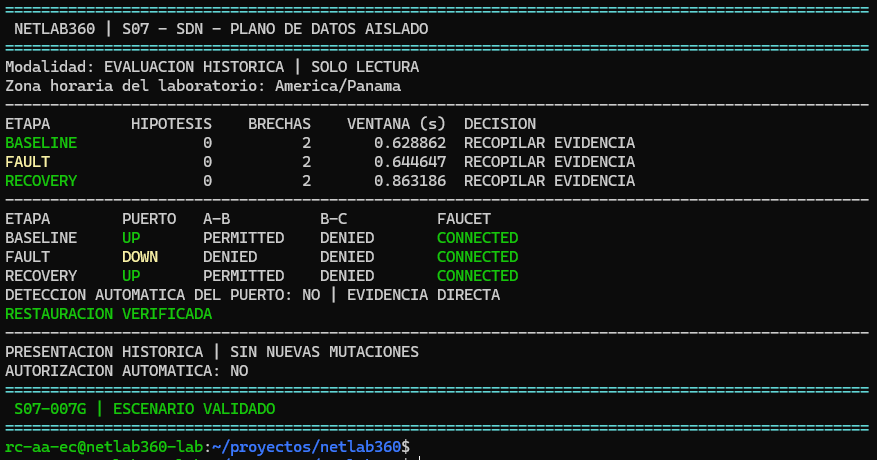 ================================================================================================
NETLAB360 | S07 - SDN - PLANO DE DATOS AISLADO
================================================================================================
Modalidad: EVALUACION HISTORICA | SOLO LECTURA
Zona horaria del laboratorio: America/Panama
------------------------------------------------------------------------------------------------
ETAPA         HIPOTESIS    BRECHAS    VENTANA (s)  DECISION
BASELINE              0          2       0.628862  RECOPILAR EVIDENCIA
FAULT                 0          2       0.644647  RECOPILAR EVIDENCIA
RECOVERY              0          2       0.863186  RECOPILAR EVIDENCIA
------------------------------------------------------------------------------------------------
ETAPA        PUERTO   A-B          B-C          FAUCET
BASELINE     UP       PERMITTED    DENIED       CONNECTED
FAULT        DOWN     DENIED       DENIED       CONNECTED
RECOVERY     UP       PERMITTED    DENIED       CONNECTED
DETECCION AUTOMATICA DEL PUERTO: NO | EVIDENCIA DIRECTA
RESTAURACION VERIFICADA
------------------------------------------------------------------------------------------------
PRESENTACION HISTORICA | SIN NUEVAS MUTACIONES
AUTORIZACION AUTOMATICA: NO
================================================================================================
S07-007G | ESCENARIO VALIDADO
================================================================================================
rc-aa-ec@netlab360-lab:~/proyectos/netlab360$